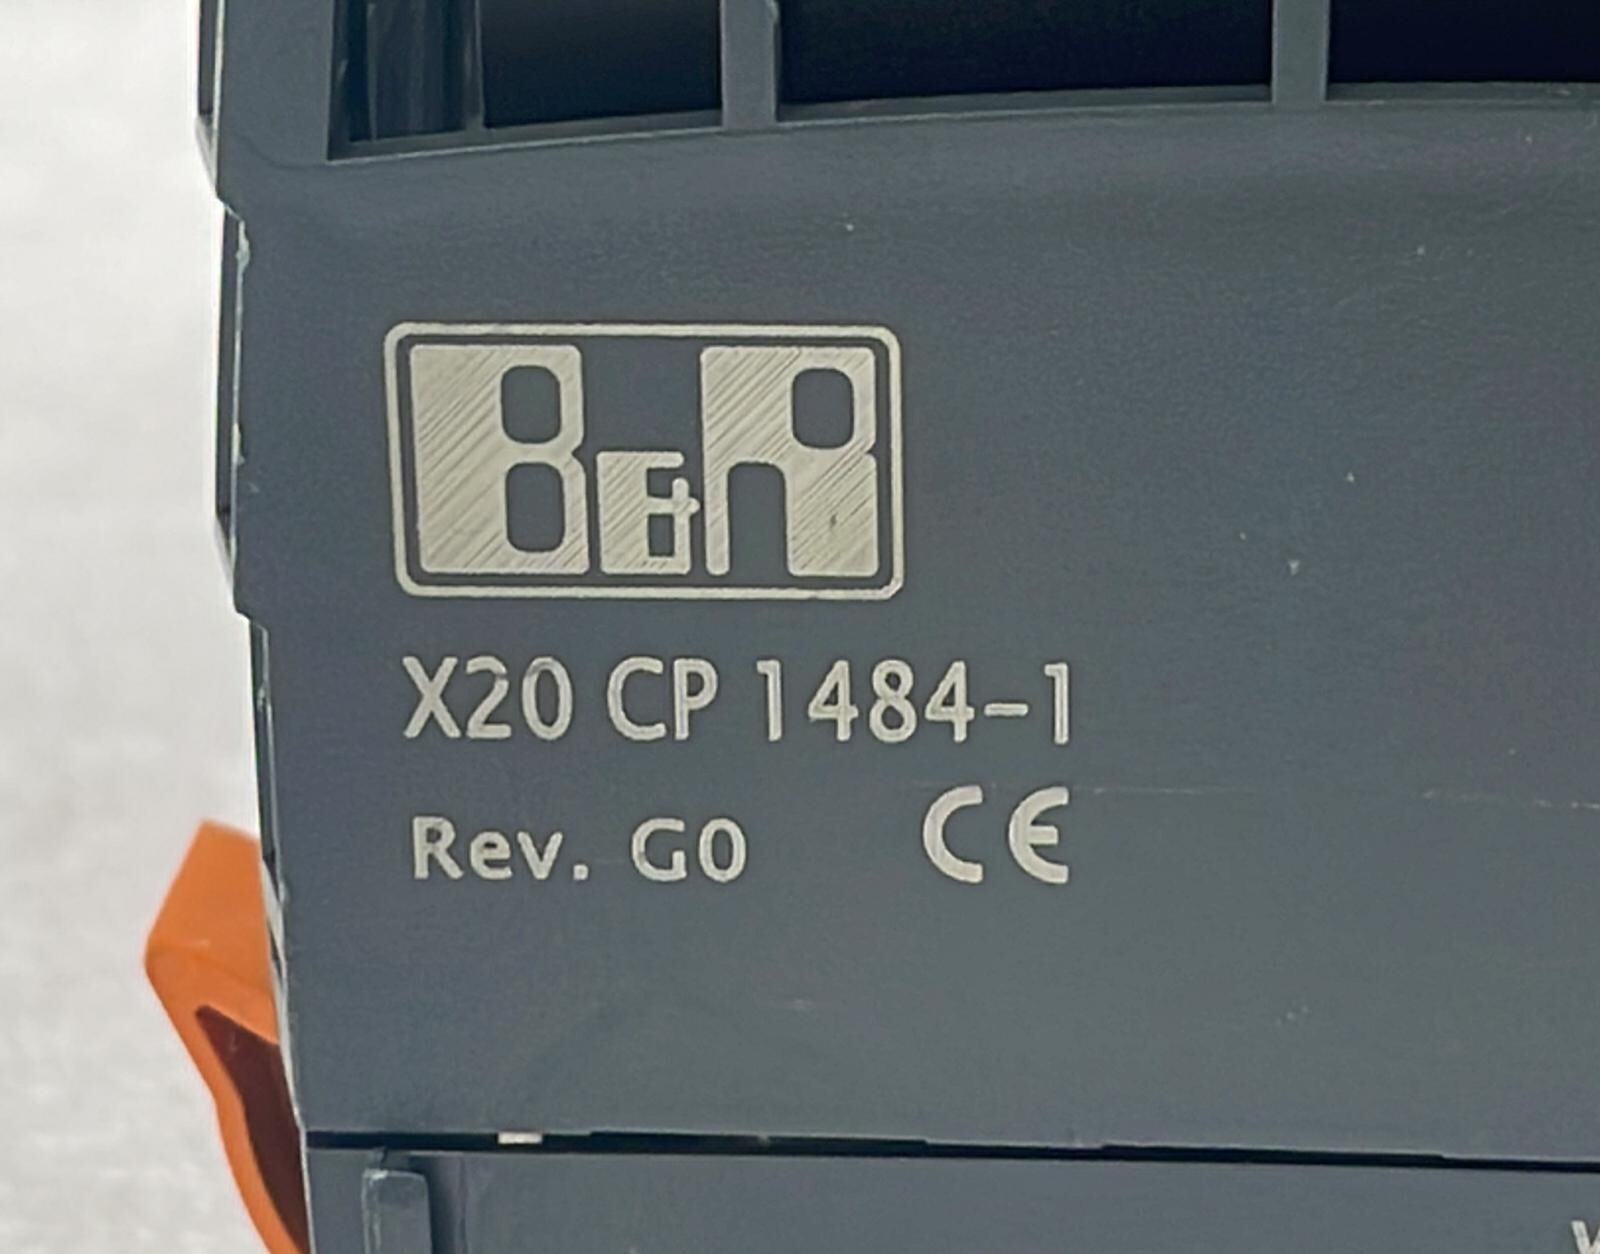 B&R
X20 CP 1484-1
Rev. G0 CE